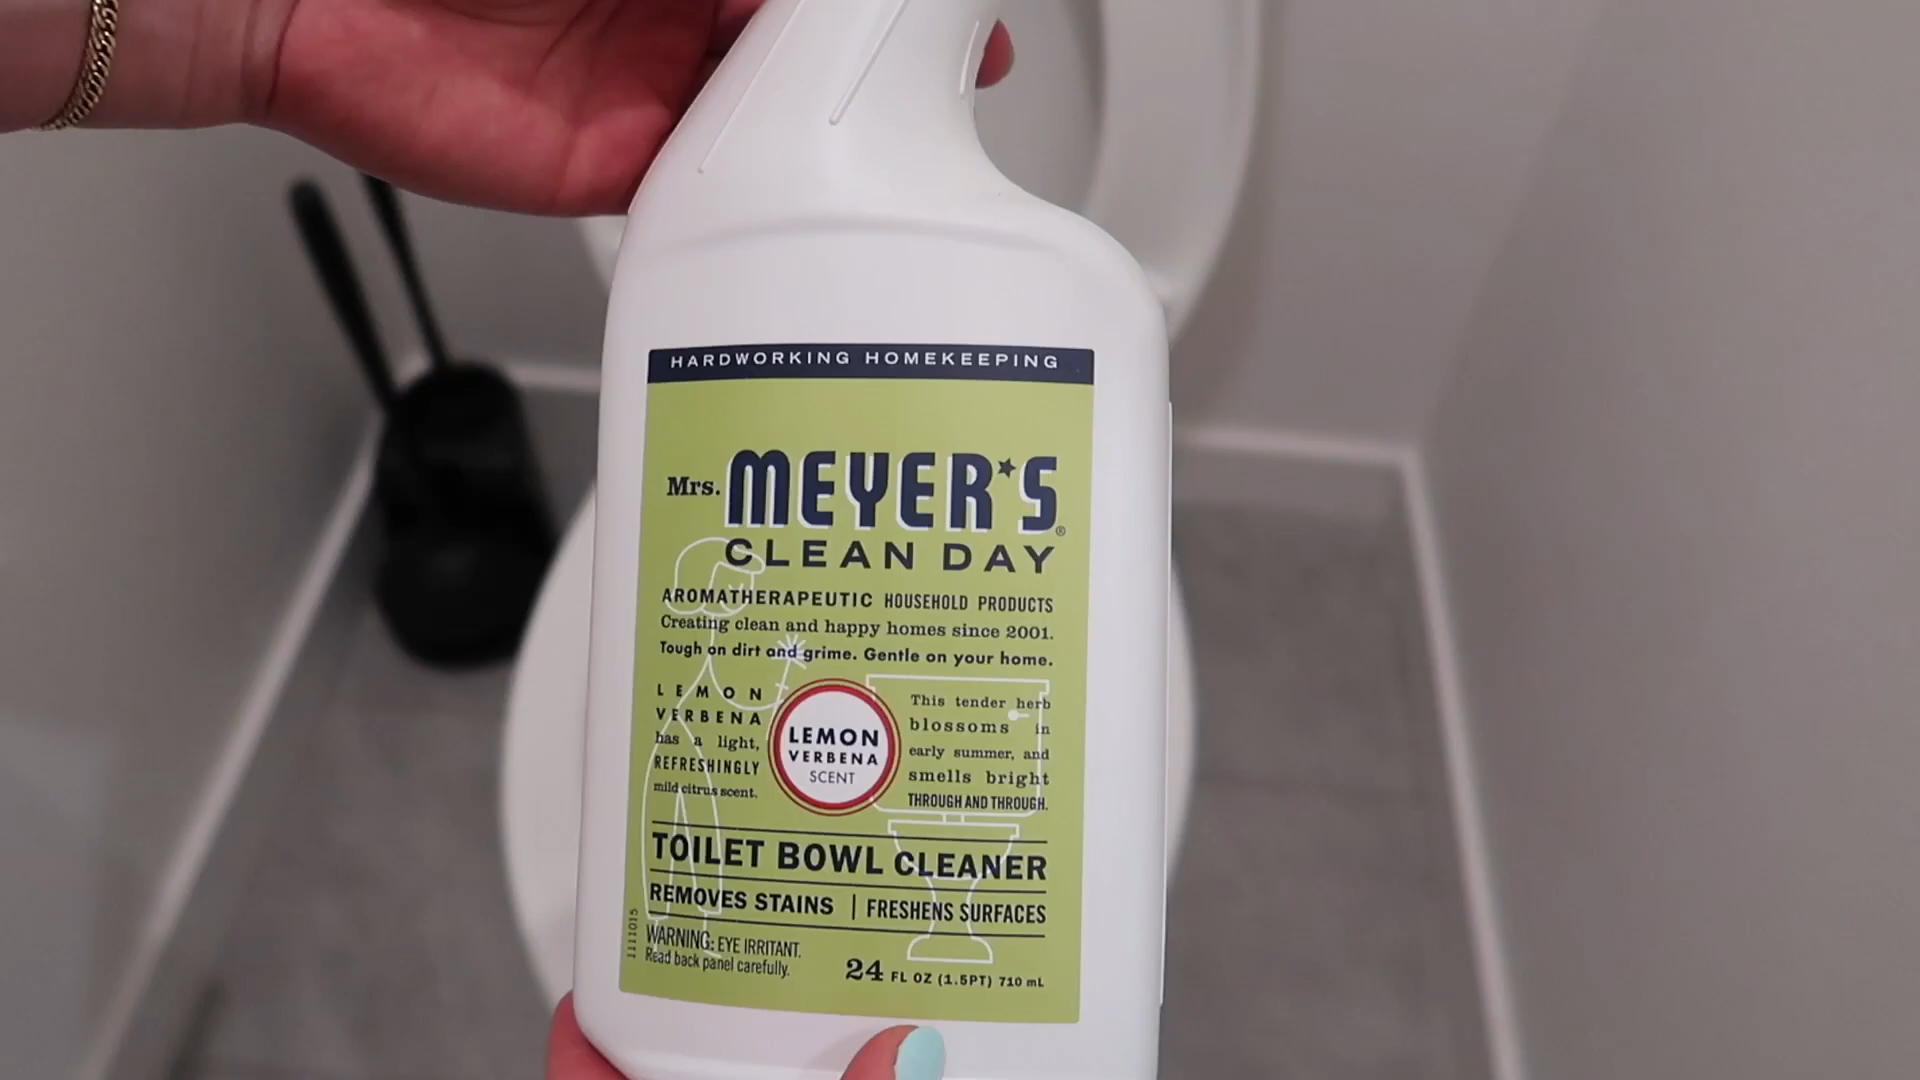 HARDWORKING HOMEKEEPING
Mrs. MEYER★S®
CLEAN DAY
AROMATHERAPEUTIC HOUSEHOLD PRODUCTS
Creating clean and happy homes since 2001.
Tough on dirt and grime. Gentle on your home.
LEMON
VERBENA
has a light,
REFRESHINGLY
mild citrus scent.
LEMON
VERBENA
SCENT
This tender herb
blossoms in
early summer, and
smells bright
THROUGH AND THROUGH.
TOILET BOWL CLEANER
REMOVES STAINS | FRESHENS SURFACES
1111015
WARNING: EYE IRRITANT.
Read back panel carefully.
24 FL OZ (1.5PT) 710 mL